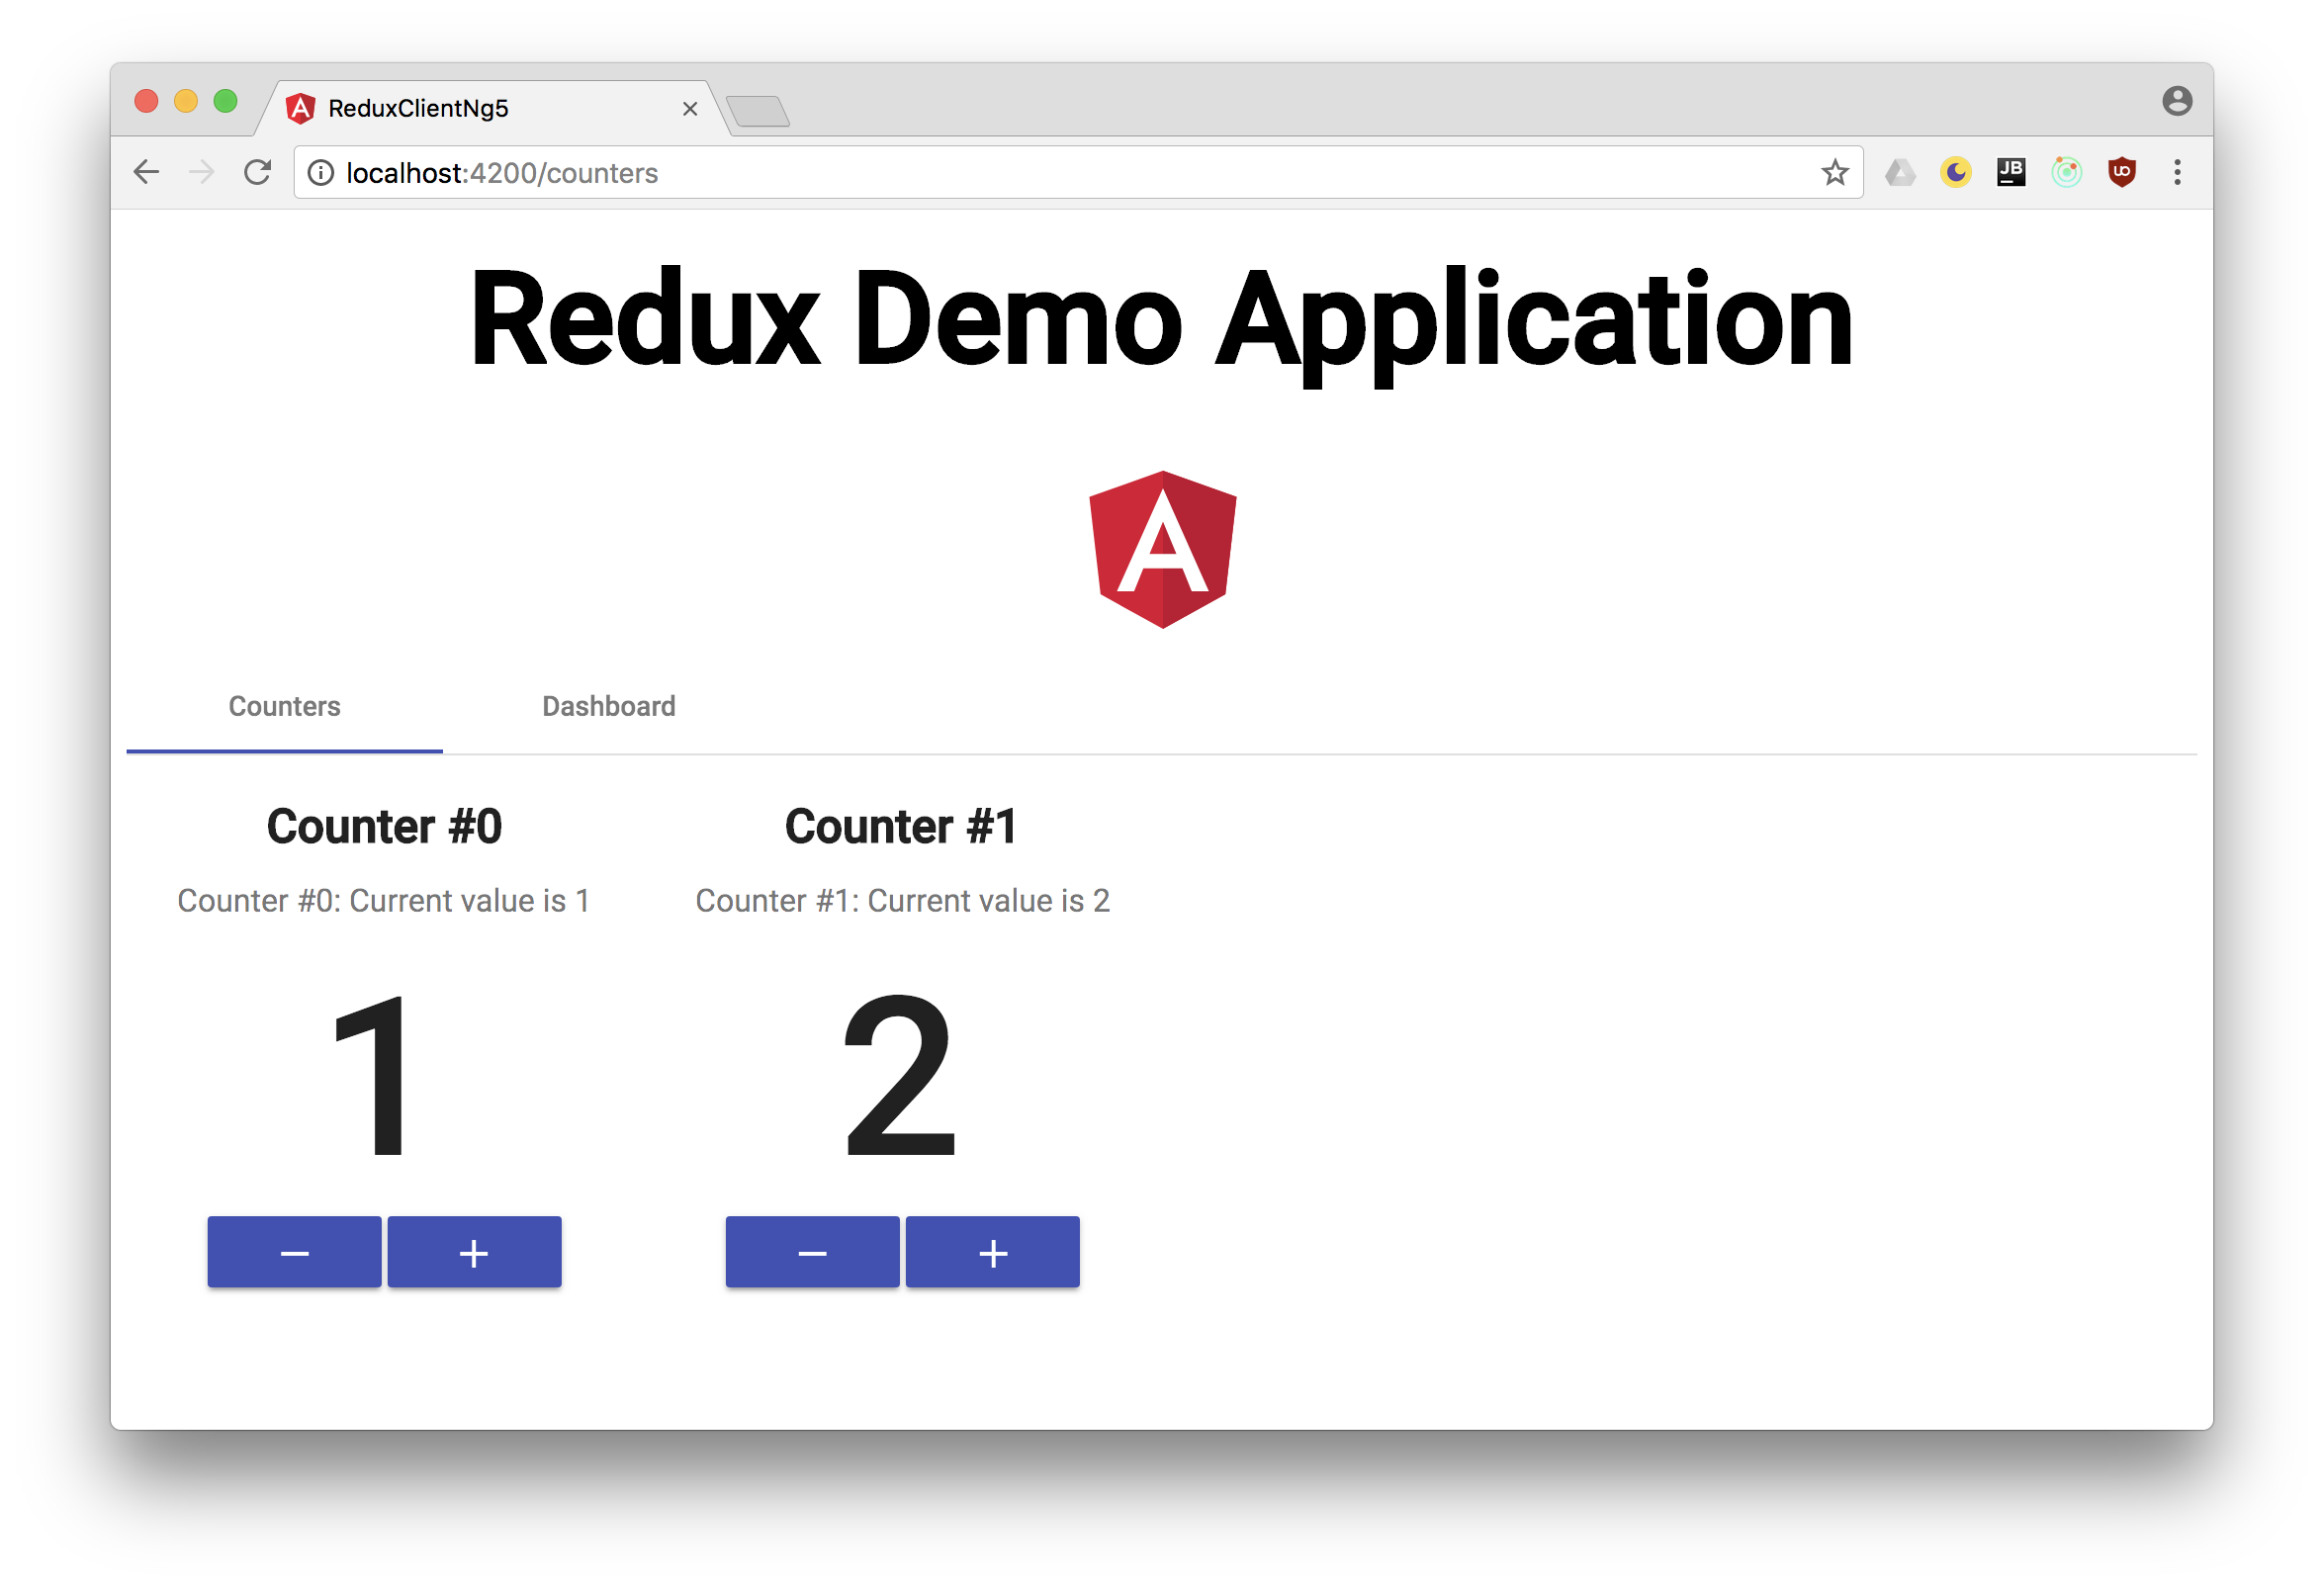 ReduxClientNg5
localhost:4200/counters
JB
Redux Demo Application
A
Counters Dashboard
Counter #0 Counter #1
Counter #0: Current value is 1 Counter #1: Current value is 2
1 2
− + − +